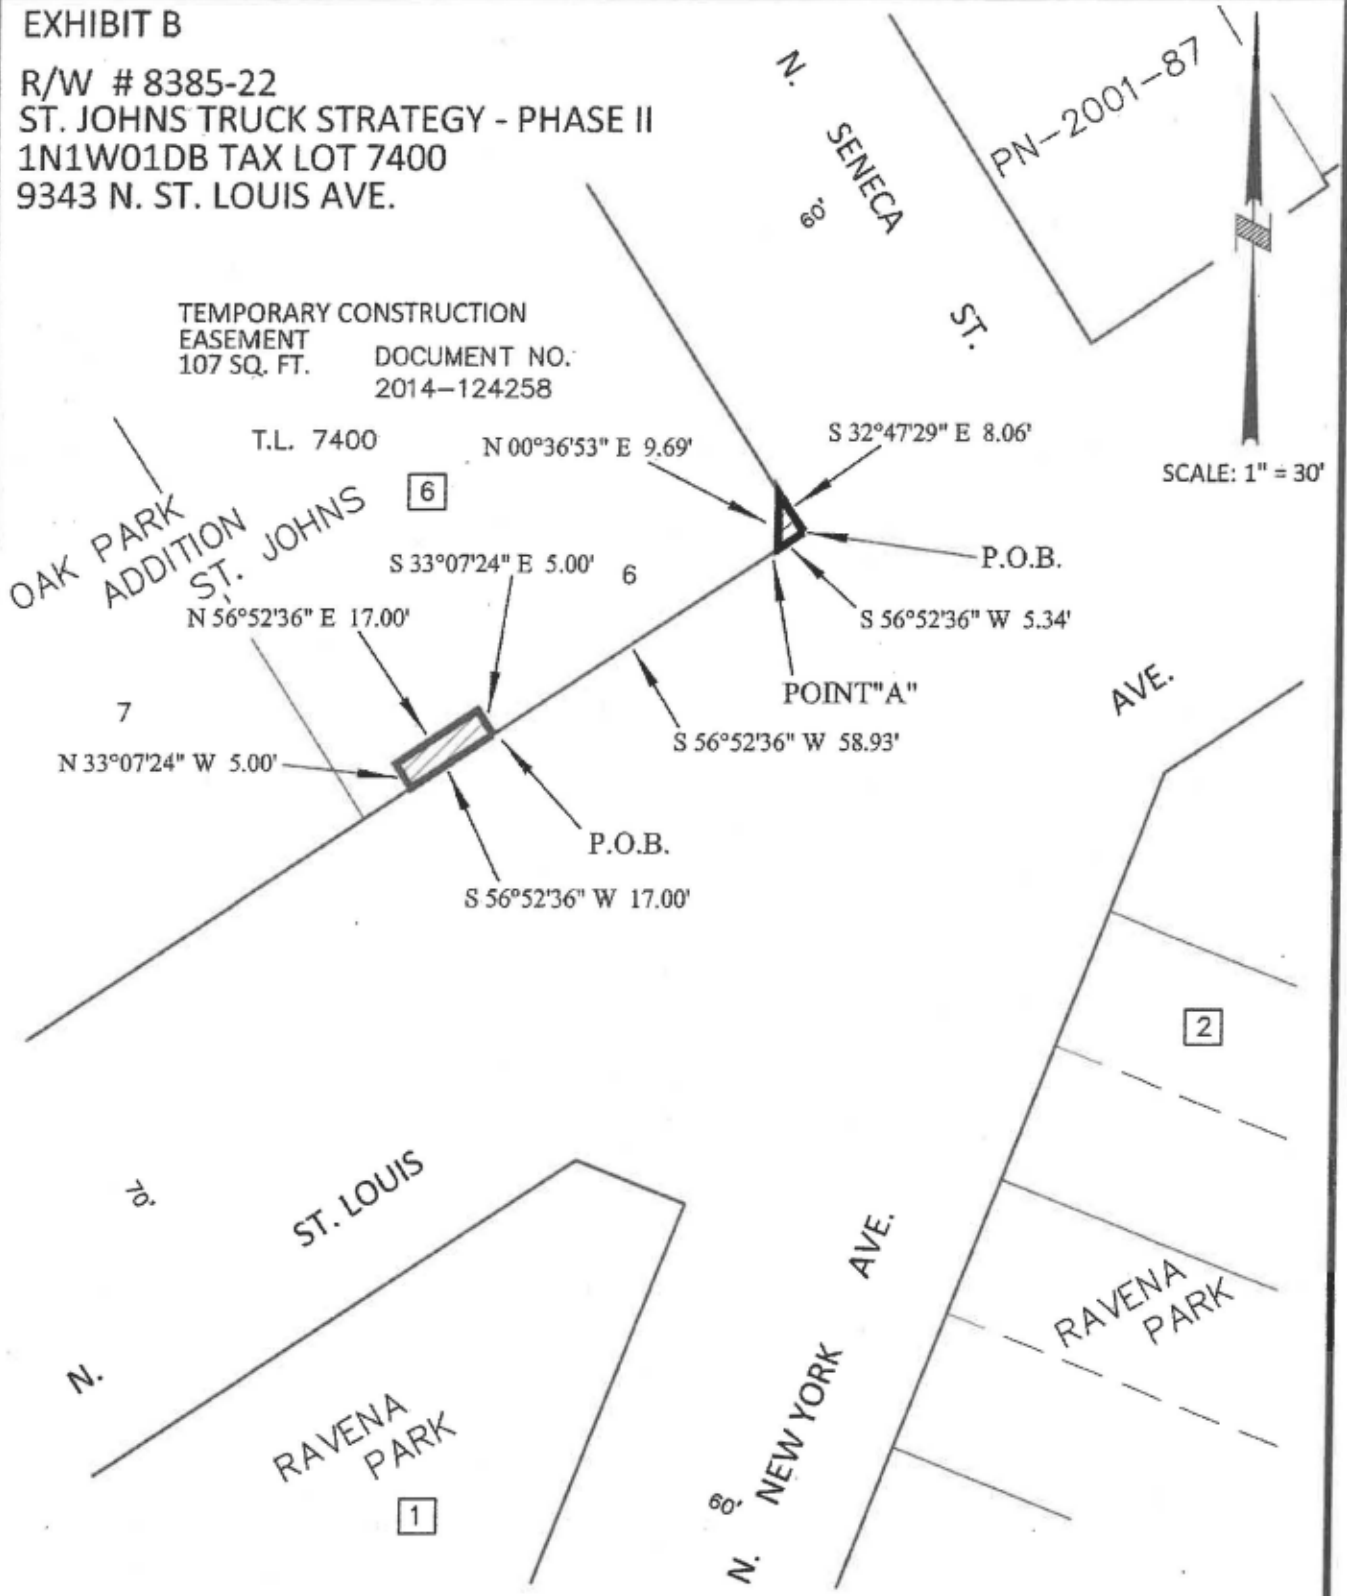 EXHIBIT B
R/W # 8385-22
ST. JOHNS TRUCK STRATEGY - PHASE II
1N1W01DB TAX LOT 7400
9343 N. ST. LOUIS AVE.
N. SENECA ST.
60'
PN-2001-87
SCALE: 1" = 30'
TEMPORARY CONSTRUCTION
EASEMENT
107 SQ. FT.
DOCUMENT NO.
2014-124258
T.L. 7400
6
N 00°36'53" E 9.69'
S 32°47'29" E 8.06'
OAK PARK
ADDITION
ST. JOHNS
S 33°07'24" E 5.00'
6
P.O.B.
N 56°52'36" E 17.00'
S 56°52'36" W 5.34'
POINT"A"
7
S 56°52'36" W 58.93'
N 33°07'24" W 5.00'
P.O.B.
S 56°52'36" W 17.00'
2
70'
N. ST. LOUIS AVE.
RAVENA
PARK
N. NEW YORK AVE.
60'
RAVENA
PARK
1